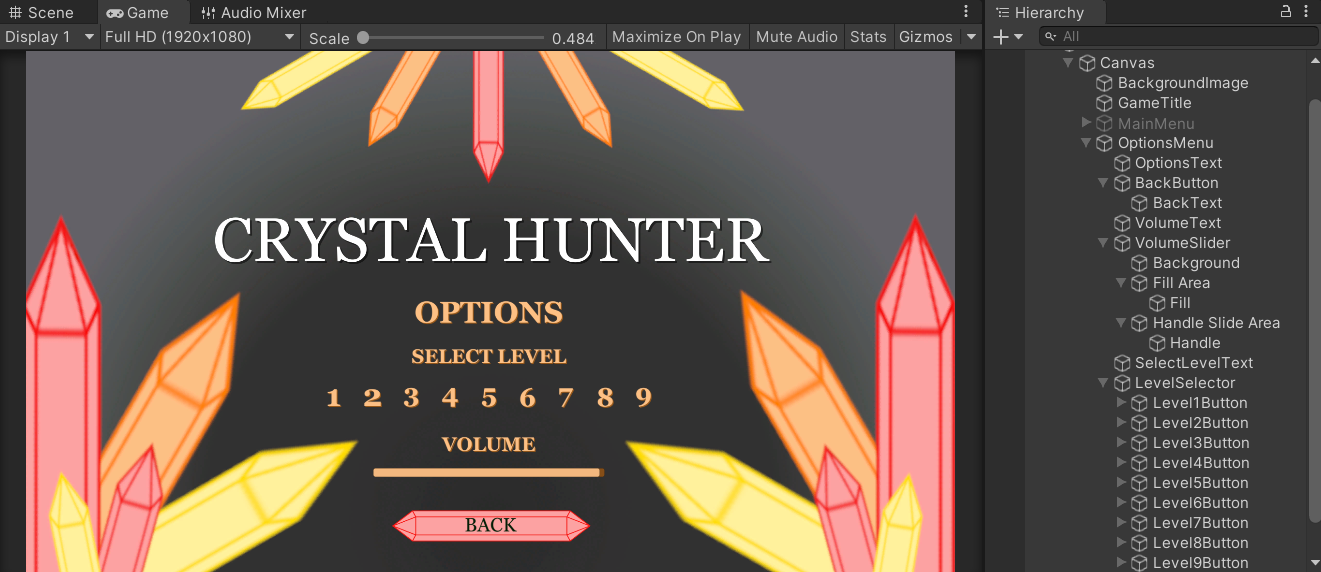 Scene Game Audio Mixer
Display 1 Full HD (1920x1080) Scale 0.484 Maximize On Play Mute Audio Stats Gizmos
CRYSTAL HUNTER
OPTIONS
SELECT LEVEL
1 2 3 4 5 6 7 8 9
VOLUME
BACK
Hierarchy
All
Canvas
BackgroundImage
GameTitle
MainMenu
OptionsMenu
OptionsText
BackButton
BackText
VolumeText
VolumeSlider
Background
Fill Area
Fill
Handle Slide Area
Handle
SelectLevelText
LevelSelector
Level1Button
Level2Button
Level3Button
Level4Button
Level5Button
Level6Button
Level7Button
Level8Button
Level9Button